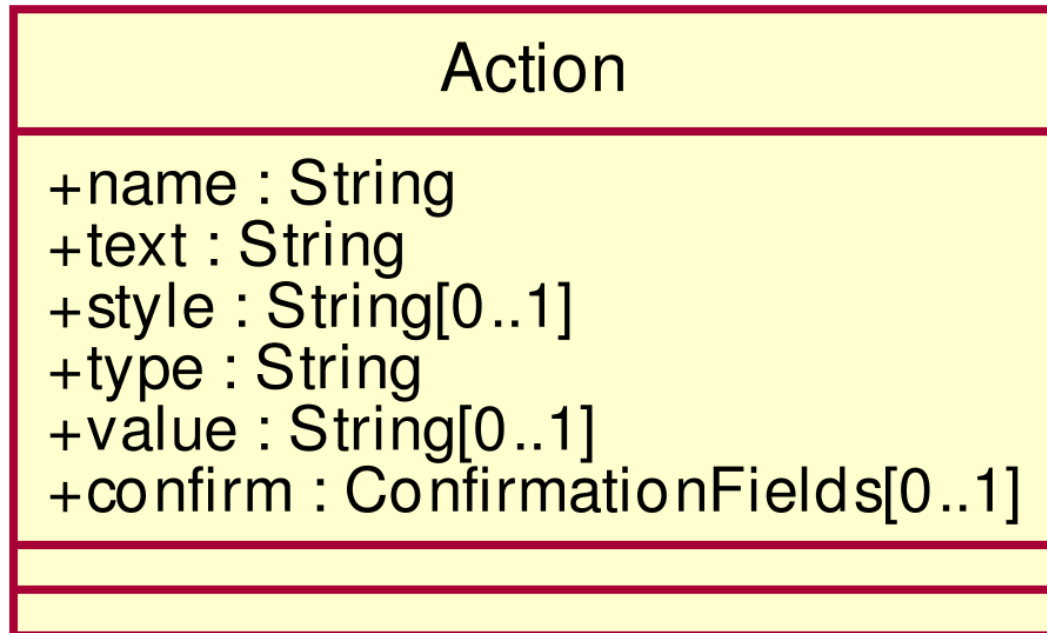 Action
+name : String
+text : String
+style : String[0..1]
+type : String
+value : String[0..1]
+confirm : ConfirmationFields[0..1]